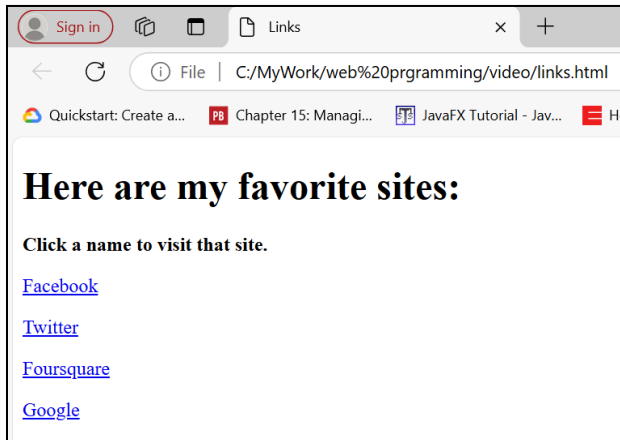 Sign in
Links
File | C:/MyWork/web%20prgramming/video/links.html
Quickstart: Create a... PB Chapter 15: Managi... JavaFX Tutorial - Jav... H
Here are my favorite sites:
Click a name to visit that site.
Facebook
Twitter
Foursquare
Google